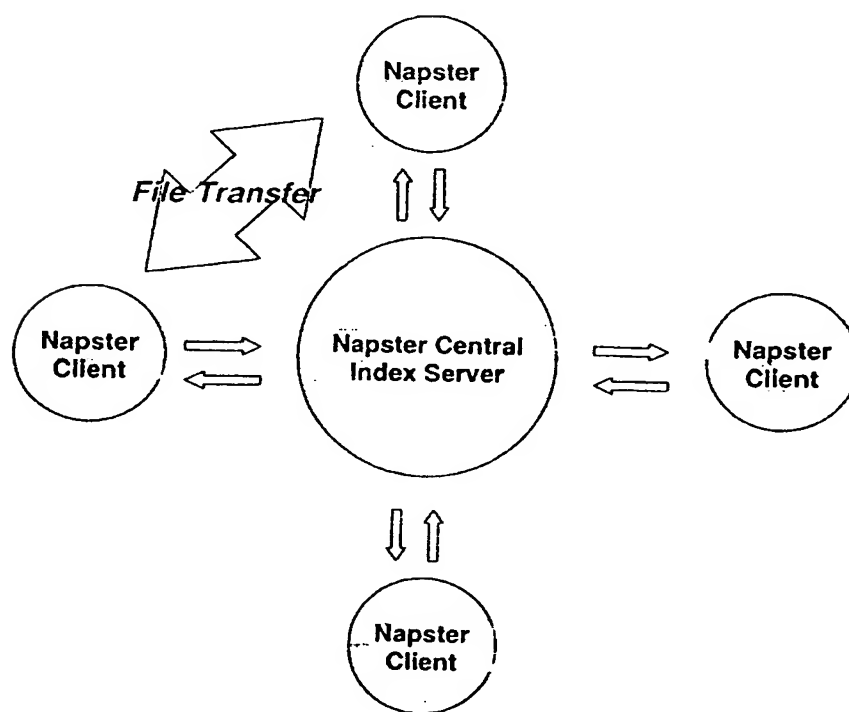 Napster
Client
File Transfer
Napster
Client
Napster Central
Index Server
Napster
Client
Napster
Client